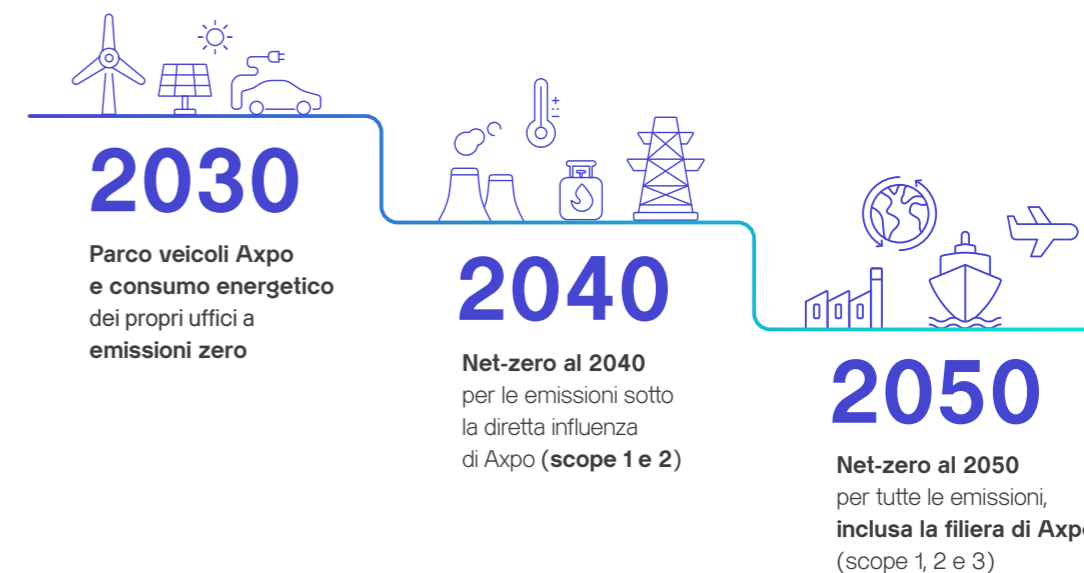 2030
Parco veicoli Axpo
e consumo energetico
dei propri uffici a
emissioni zero
2040
Net-zero al 2040
per le emissioni sotto
la diretta influenza
di Axpo (scope 1 e 2)
2050
Net-zero al 2050
per tutte le emissioni,
inclusa la filiera di Axpo
(scope 1, 2 e 3)